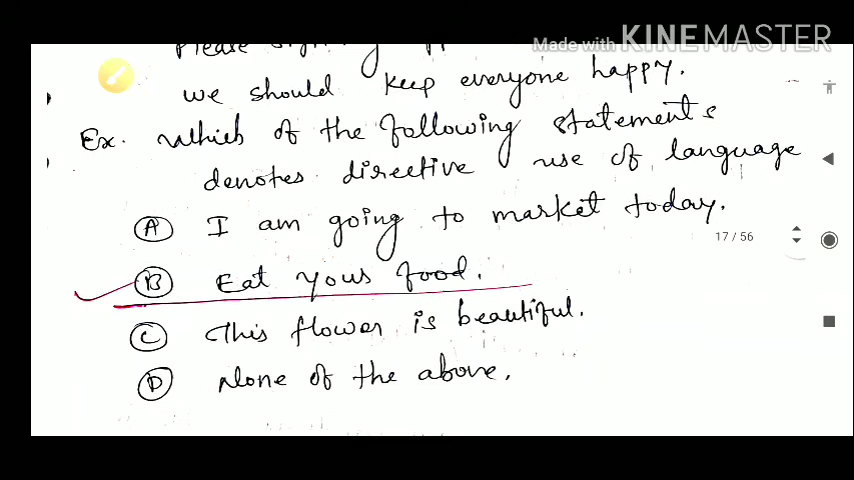 Made with KINEMASTER
Please
we should keep everyone happy.
Ex. Which of the following statements
denotes directive use of language
A I am going to market today.
17 / 56
B Eat your food.
C This flower is beautiful.
D None of the above.